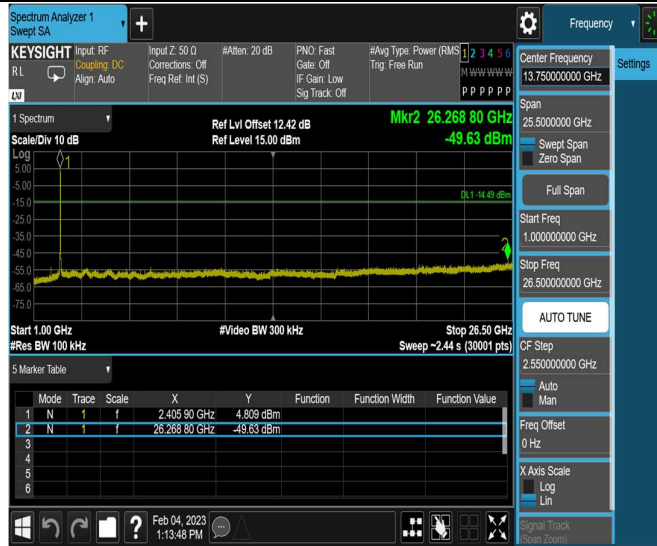 Spectrum Analyzer 1
Swept SA
+
Frequency
KEYSIGHT
R L
LXI
Input: RF
Coupling: DC
Align: Auto
Input Z: 50 Ω
Corrections: Off
Freq Ref: Int (S)
#Atten: 20 dB
PNO: Fast
Gate: Off
IF Gain: Low
Sig Track: Off
#Avg Type: Power (RMS
Trig: Free Run
1 2 3 4 5 6
M W W W W W
P P P P P P
1 Spectrum
Scale/Div 10 dB
Ref Lvl Offset 12.42 dB
Ref Level 15.00 dBm
Mkr2 26.268 80 GHz
-49.63 dBm
Log
5.00
-5.00
-15.0
-25.0
-35.0
-45.0
-55.0
-65.0
-75.0
1
2
DL1 -14.49 dBm
Start 1.00 GHz
#Res BW 100 kHz
#Video BW 300 kHz
Stop 26.50 GHz
Sweep ~2.44 s (30001 pts)
5 Marker Table
Mode Trace Scale X Y Function Function Width Function Value
1 N 1 f 2.405 90 GHz 4.809 dBm
2 N 1 f 26.268 80 GHz -49.63 dBm
3
4
5
6
?
Feb 04, 2023
1:13:48 PM
Center Frequency
13.750000000 GHz
Settings
Span
25.5000000 GHz
Swept Span
Zero Span
Full Span
Start Freq
1.000000000 GHz
Stop Freq
26.500000000 GHz
AUTO TUNE
CF Step
2.550000000 GHz
Auto
Man
Freq Offset
0 Hz
X Axis Scale
Log
Lin
Signal Track
(Span Zoom)